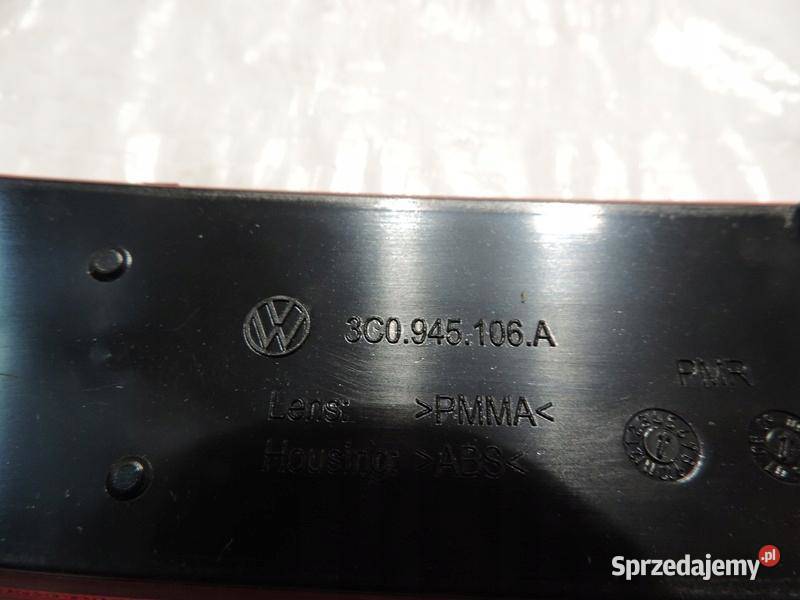 3C0.945.106.A
PMR
Lens: >PMMA<
Housing: >ABS<
Sprzedajemy.pl